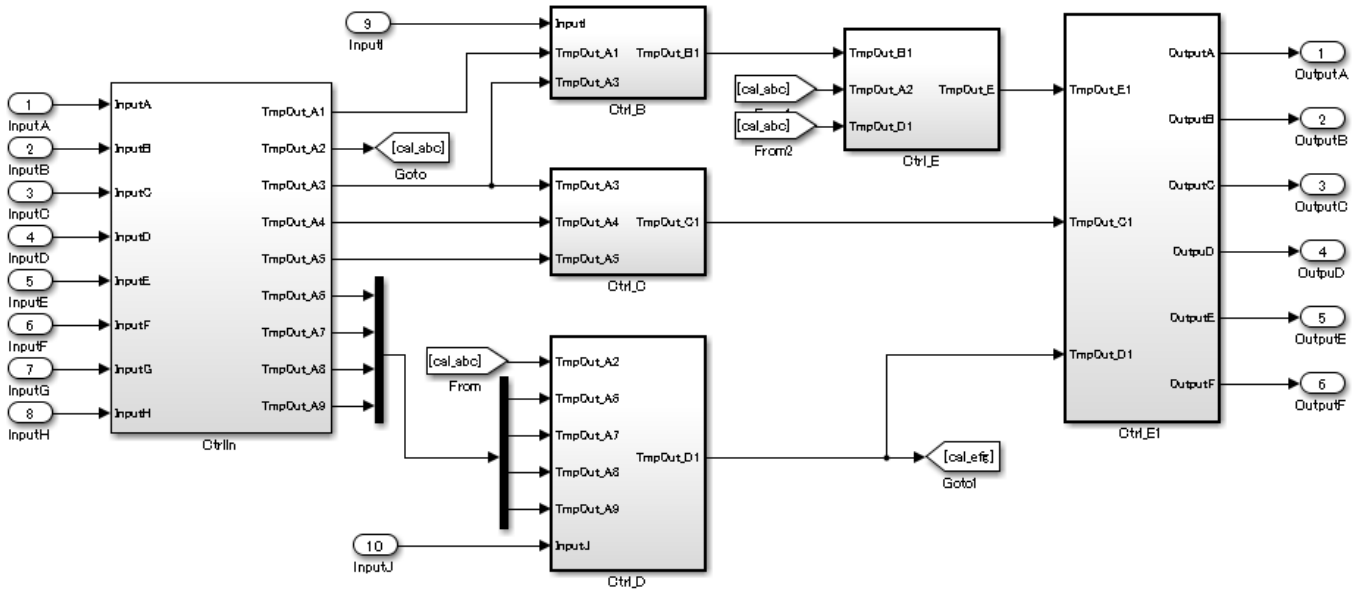 1
InputA
2
InputB
3
InputC
4
InputD
5
InputE
6
InputF
7
InputG
8
InputH
InputA
InputB
InputC
InputD
InputE
InputF
InputG
InputH
TmpOut_A1
TmpOut_A2
TmpOut_A3
TmpOut_A4
TmpOut_A5
TmpOut_A6
TmpOut_A7
TmpOut_A8
TmpOut_A9
CtrlIn
[cal_abc]
Goto
9
InputI
InputI
TmpOut_A1
TmpOut_A3
TmpOut_B1
Ctrl_B
TmpOut_A3
TmpOut_A4
TmpOut_A5
TmpOut_C1
Ctrl_C
[cal_abc]
From
10
InputJ
TmpOut_A2
TmpOut_A6
TmpOut_A7
TmpOut_A8
TmpOut_A9
InputJ
TmpOut_D1
Ctrl_D
[cal_abc]
[cal_abc]
From2
TmpOut_B1
TmpOut_A2
TmpOut_D1
TmpOut_E
Ctrl_E
[cal_efg]
Goto1
TmpOut_E1
TmpOut_C1
TmpOut_D1
OutputA
OutputB
OutputC
OutpuD
OutputE
OutputF
Ctrl_E1
1
OutputA
2
OutputB
3
OutputC
4
OutpuD
5
OutputE
6
OutputF